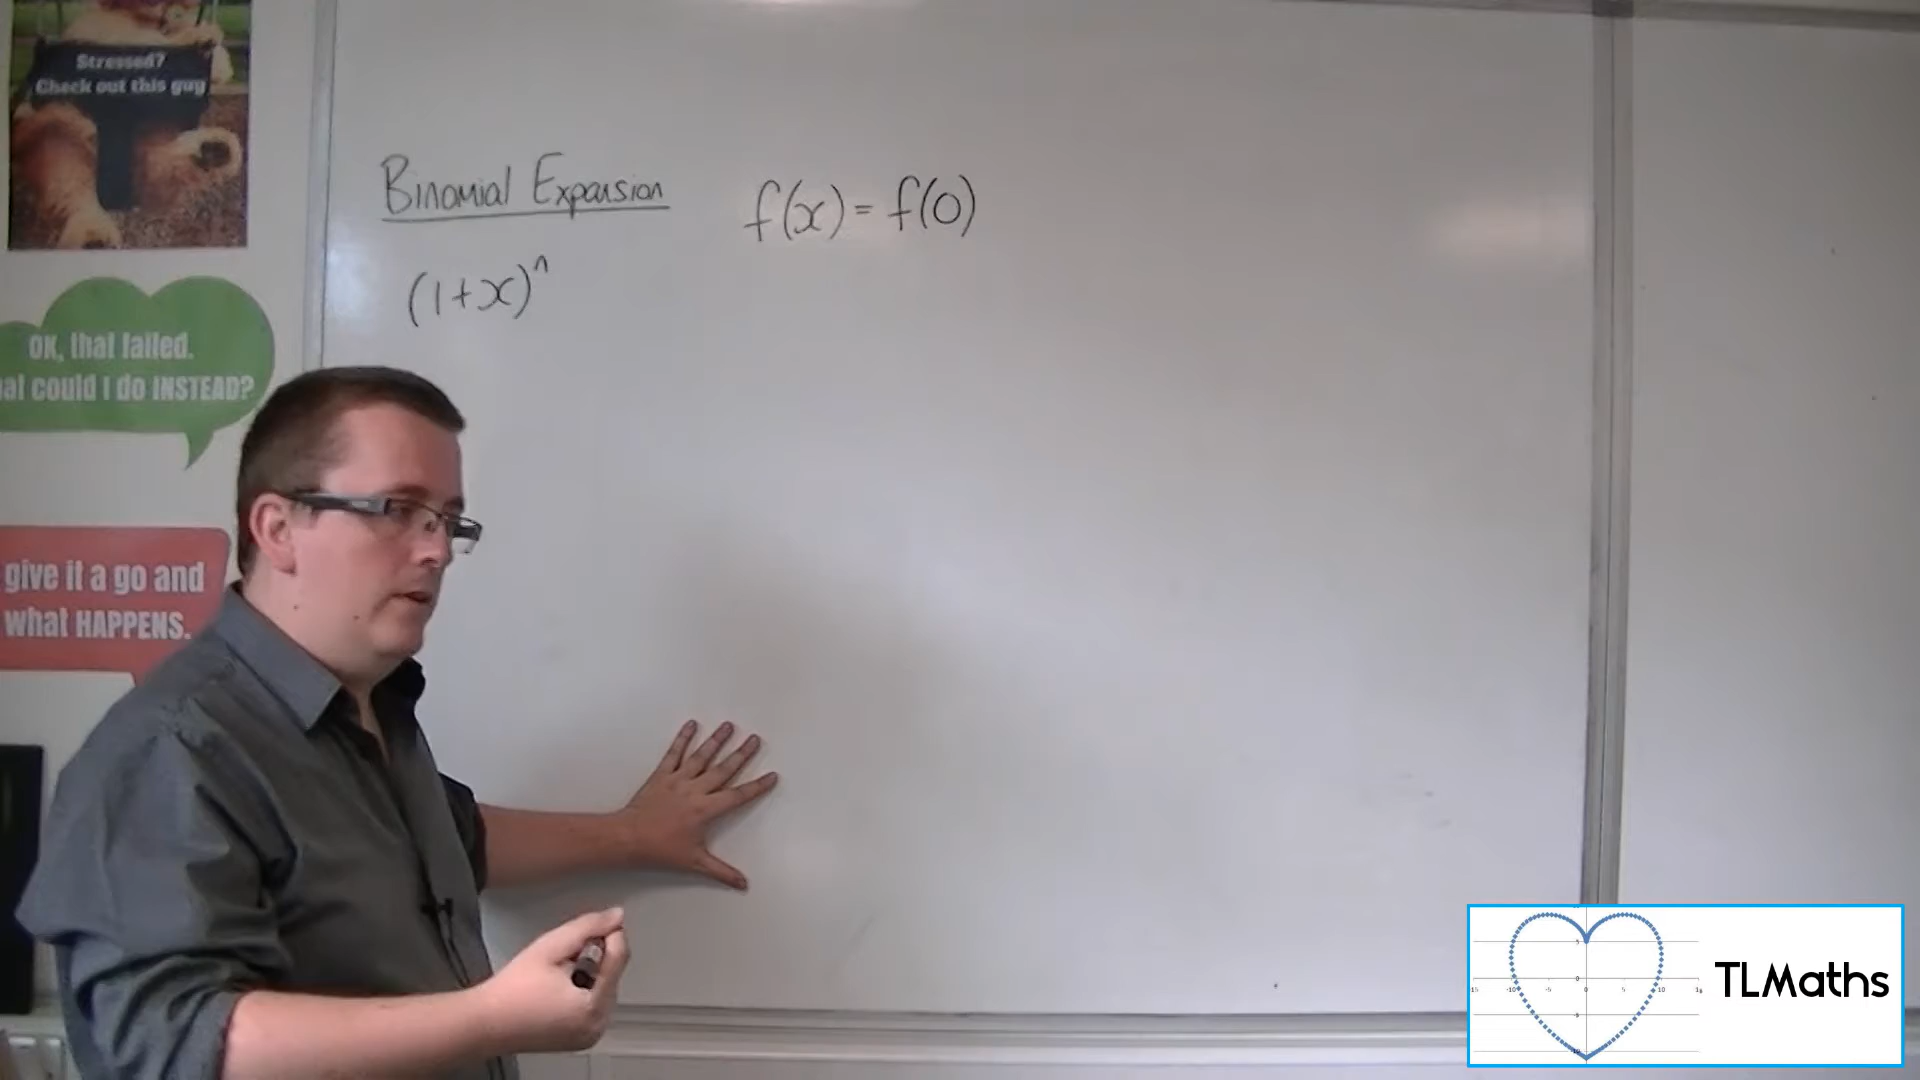 Stressed?
Check out this guy
Binomial Expansion
f(x) = f(0)
(1+x)ⁿ
OK, that failed.
could I do INSTEAD?
give it a go and
what HAPPENS.
TLMaths